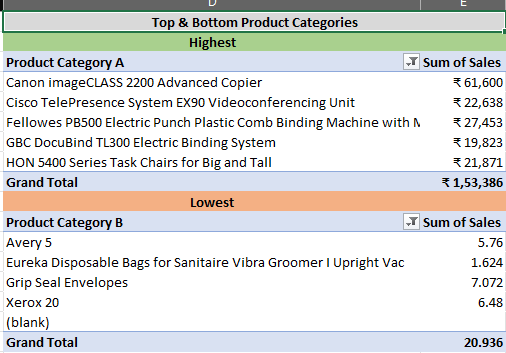 D E
Top & Bottom Product Categories
Highest
Product Category A Sum of Sales
Canon imageCLASS 2200 Advanced Copier ₹ 61,600
Cisco TelePresence System EX90 Videoconferencing Unit ₹ 22,638
Fellowes PB500 Electric Punch Plastic Comb Binding Machine with ₹ 27,453
GBC DocuBind TL300 Electric Binding System ₹ 19,823
HON 5400 Series Task Chairs for Big and Tall ₹ 21,871
Grand Total ₹ 1,53,386
Lowest
Product Category B Sum of Sales
Avery 5 5.76
Eureka Disposable Bags for Sanitaire Vibra Groomer I Upright Vac 1.624
Grip Seal Envelopes 7.072
Xerox 20 6.48
(blank)
Grand Total 20.936